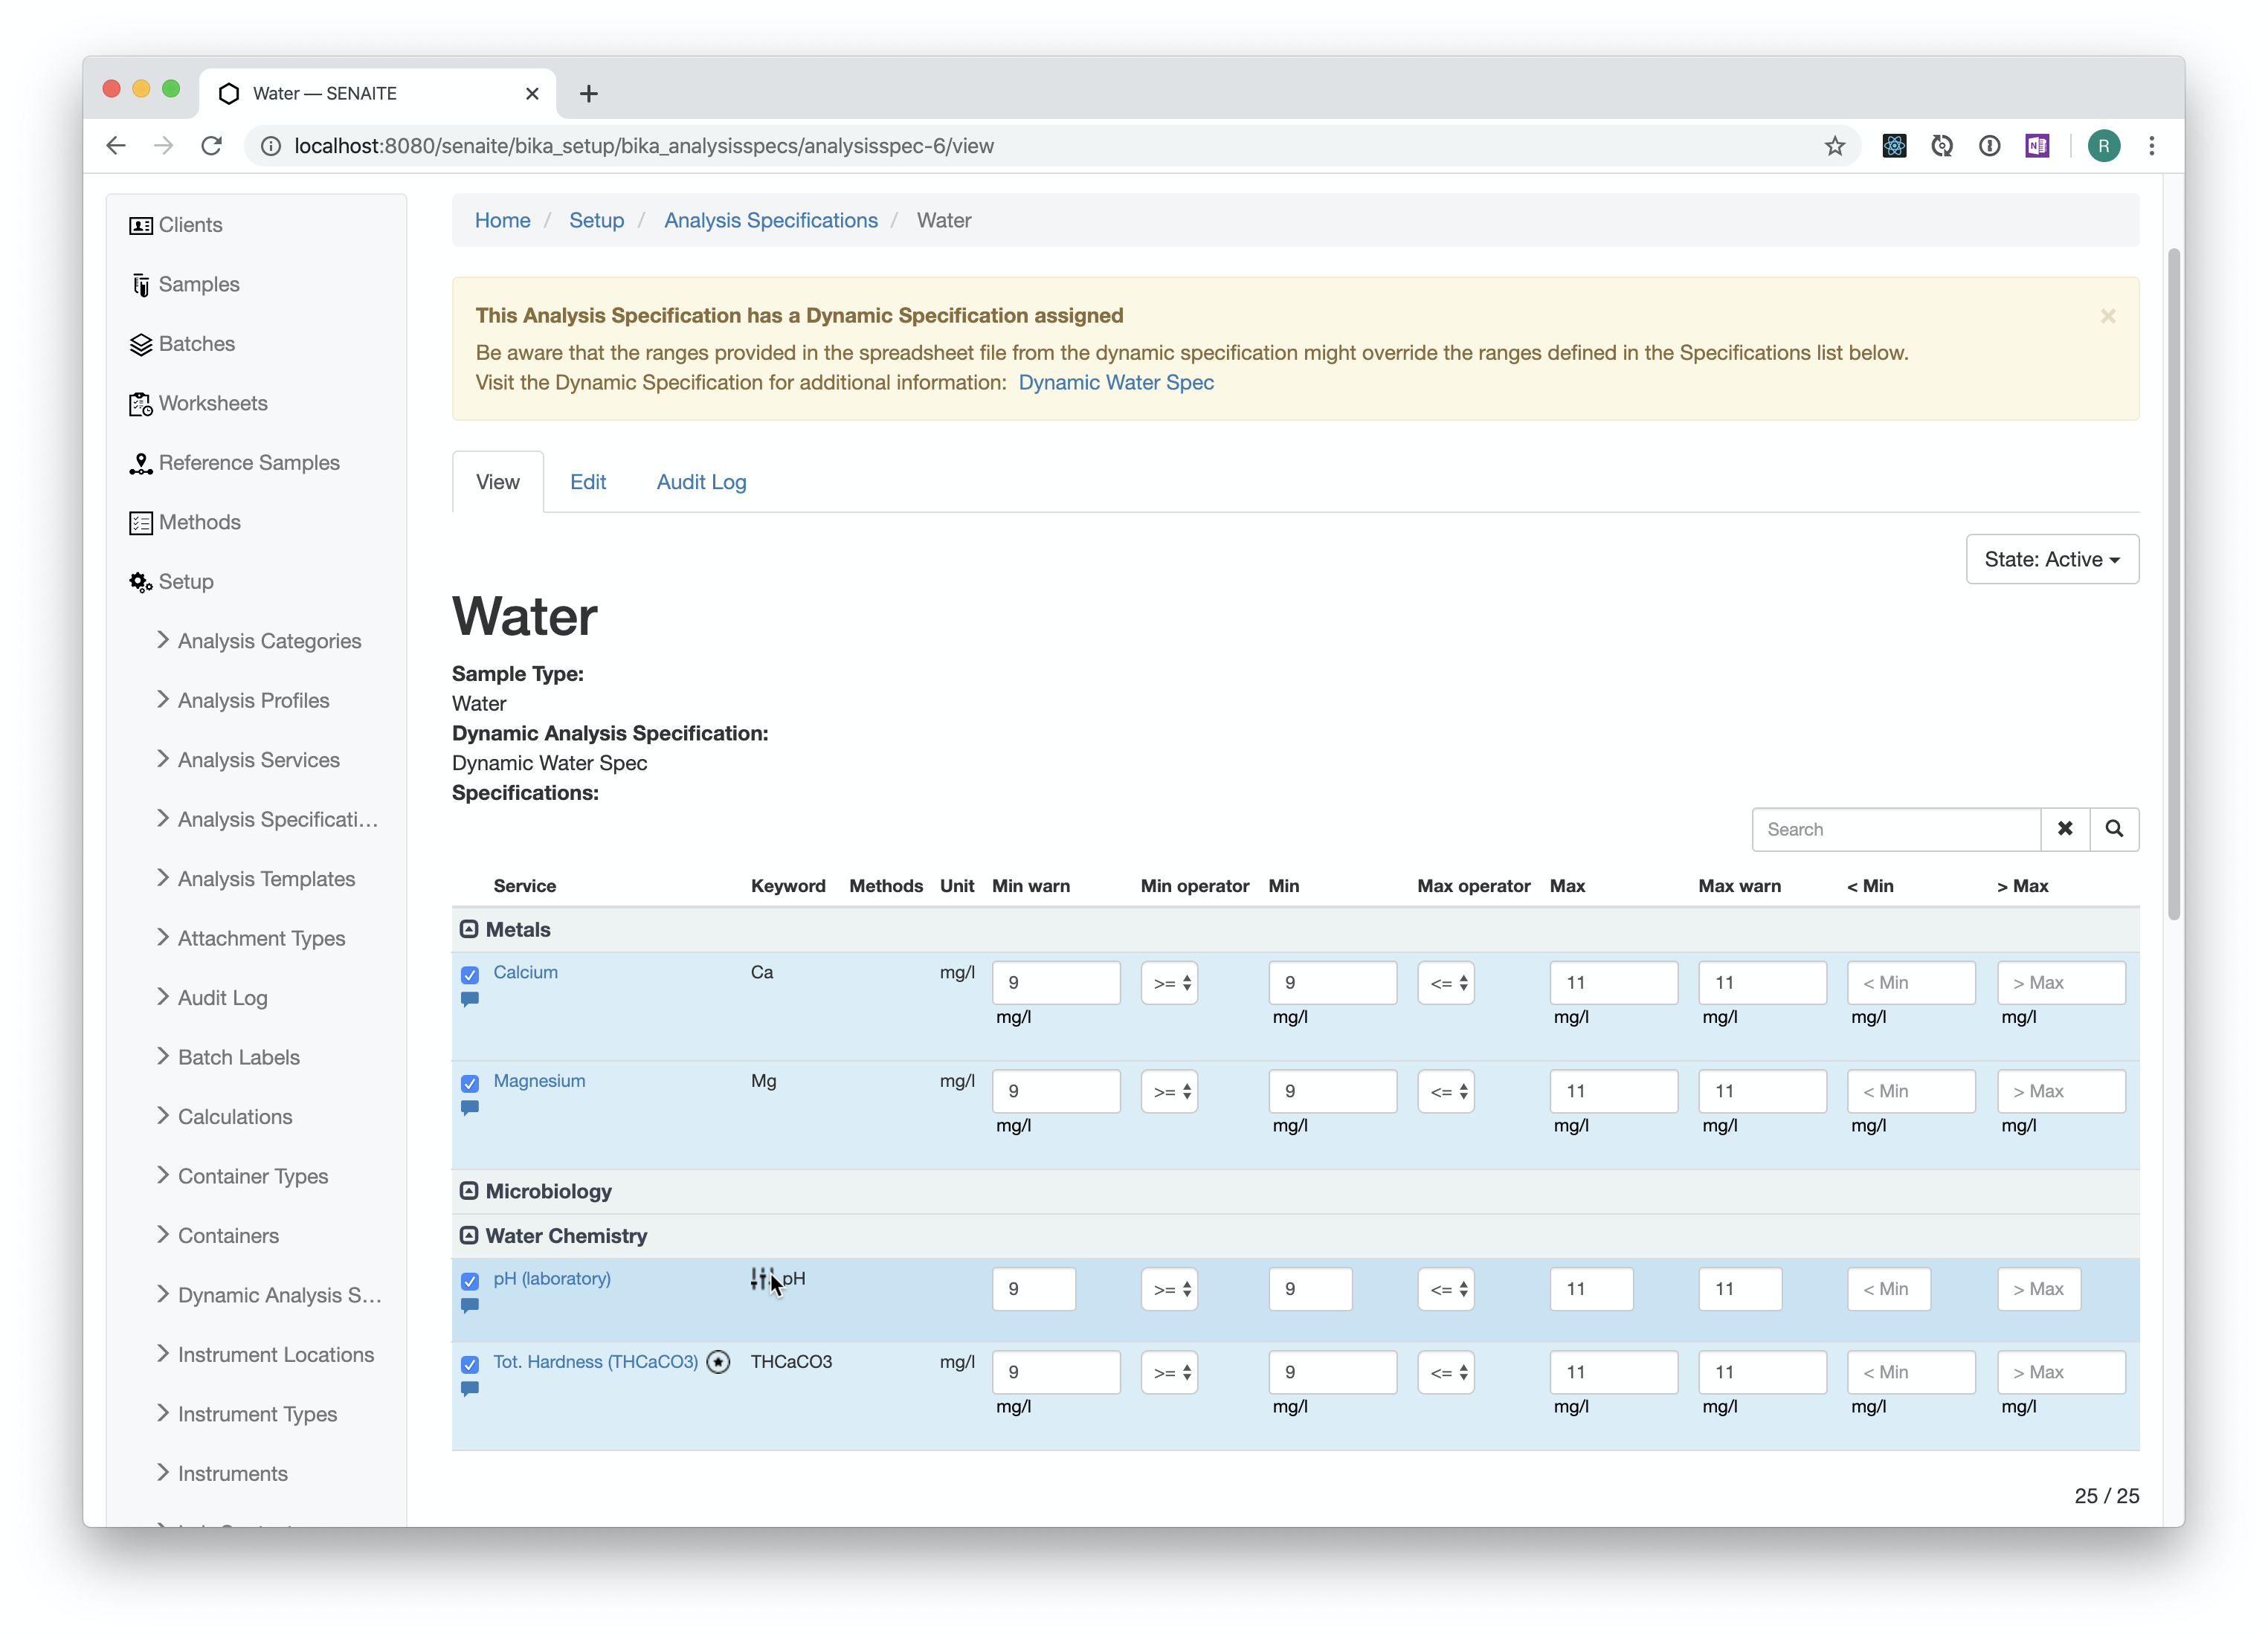 Water — SENAITE
localhost:8080/senaite/bika_setup/bika_analysisspecs/analysisspec-6/view
R
Clients
Samples
Batches
Worksheets
Reference Samples
Methods
Setup
Analysis Categories
Analysis Profiles
Analysis Services
Analysis Specificati...
Analysis Templates
Attachment Types
Audit Log
Batch Labels
Calculations
Container Types
Containers
Dynamic Analysis S...
Instrument Locations
Instrument Types
Instruments
Home / Setup / Analysis Specifications / Water
This Analysis Specification has a Dynamic Specification assigned
Be aware that the ranges provided in the spreadsheet file from the dynamic specification might override the ranges defined in the Specifications list below.
Visit the Dynamic Specification for additional information: Dynamic Water Spec
View Edit Audit Log
State: Active
Water
Sample Type:
Water
Dynamic Analysis Specification:
Dynamic Water Spec
Specifications:
Search
Service Keyword Methods Unit Min warn Min operator Min Max operator Max Max warn < Min > Max
Metals
Calcium Ca mg/l 9 >= 9 <= 11 11 < Min > Max
mg/l mg/l mg/l mg/l mg/l mg/l
Magnesium Mg mg/l 9 >= 9 <= 11 11 < Min > Max
mg/l mg/l mg/l mg/l mg/l mg/l
Microbiology
Water Chemistry
pH (laboratory) pH 9 >= 9 <= 11 11 < Min > Max
Tot. Hardness (THCaCO3) THCaCO3 mg/l 9 >= 9 <= 11 11 < Min > Max
mg/l mg/l mg/l mg/l mg/l mg/l
25 / 25